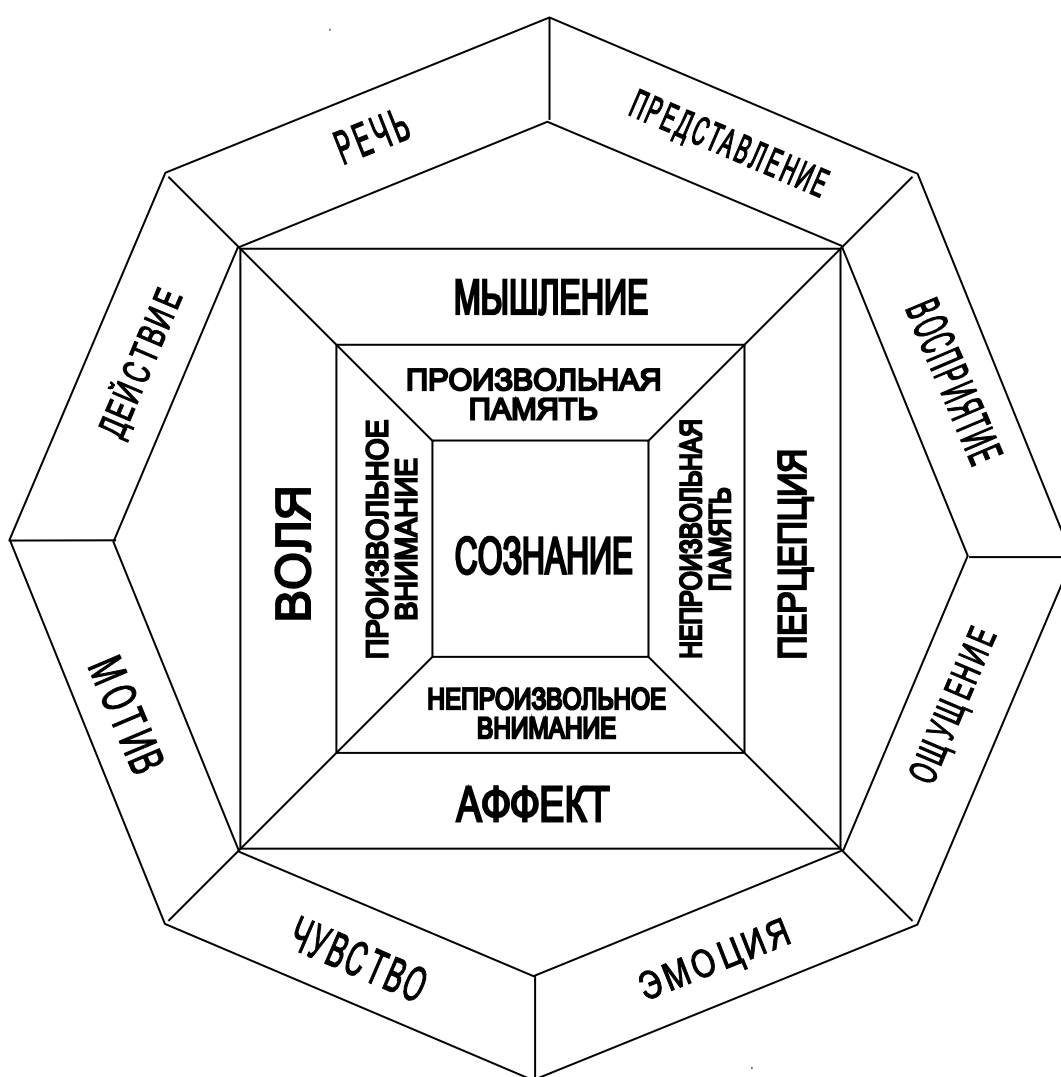 РЕЧЬ
ПРЕДСТАВЛЕНИЕ
ДЕЙСТВИЕ
ВОСПРИЯТИЕ
МЫШЛЕНИЕ
ПРОИЗВОЛЬНАЯ
ПАМЯТЬ
ВОЛЯ
ПРОИЗВОЛЬНОЕ
ВНИМАНИЕ
СОЗНАНИЕ
НЕПРОИЗВОЛЬНАЯ
ПАМЯТЬ
ПЕРЦЕПЦИЯ
НЕПРОИЗВОЛЬНОЕ
ВНИМАНИЕ
АФФЕКТ
МОТИВ
ОЩУЩЕНИЕ
ЧУВСТВО
ЭМОЦИЯ